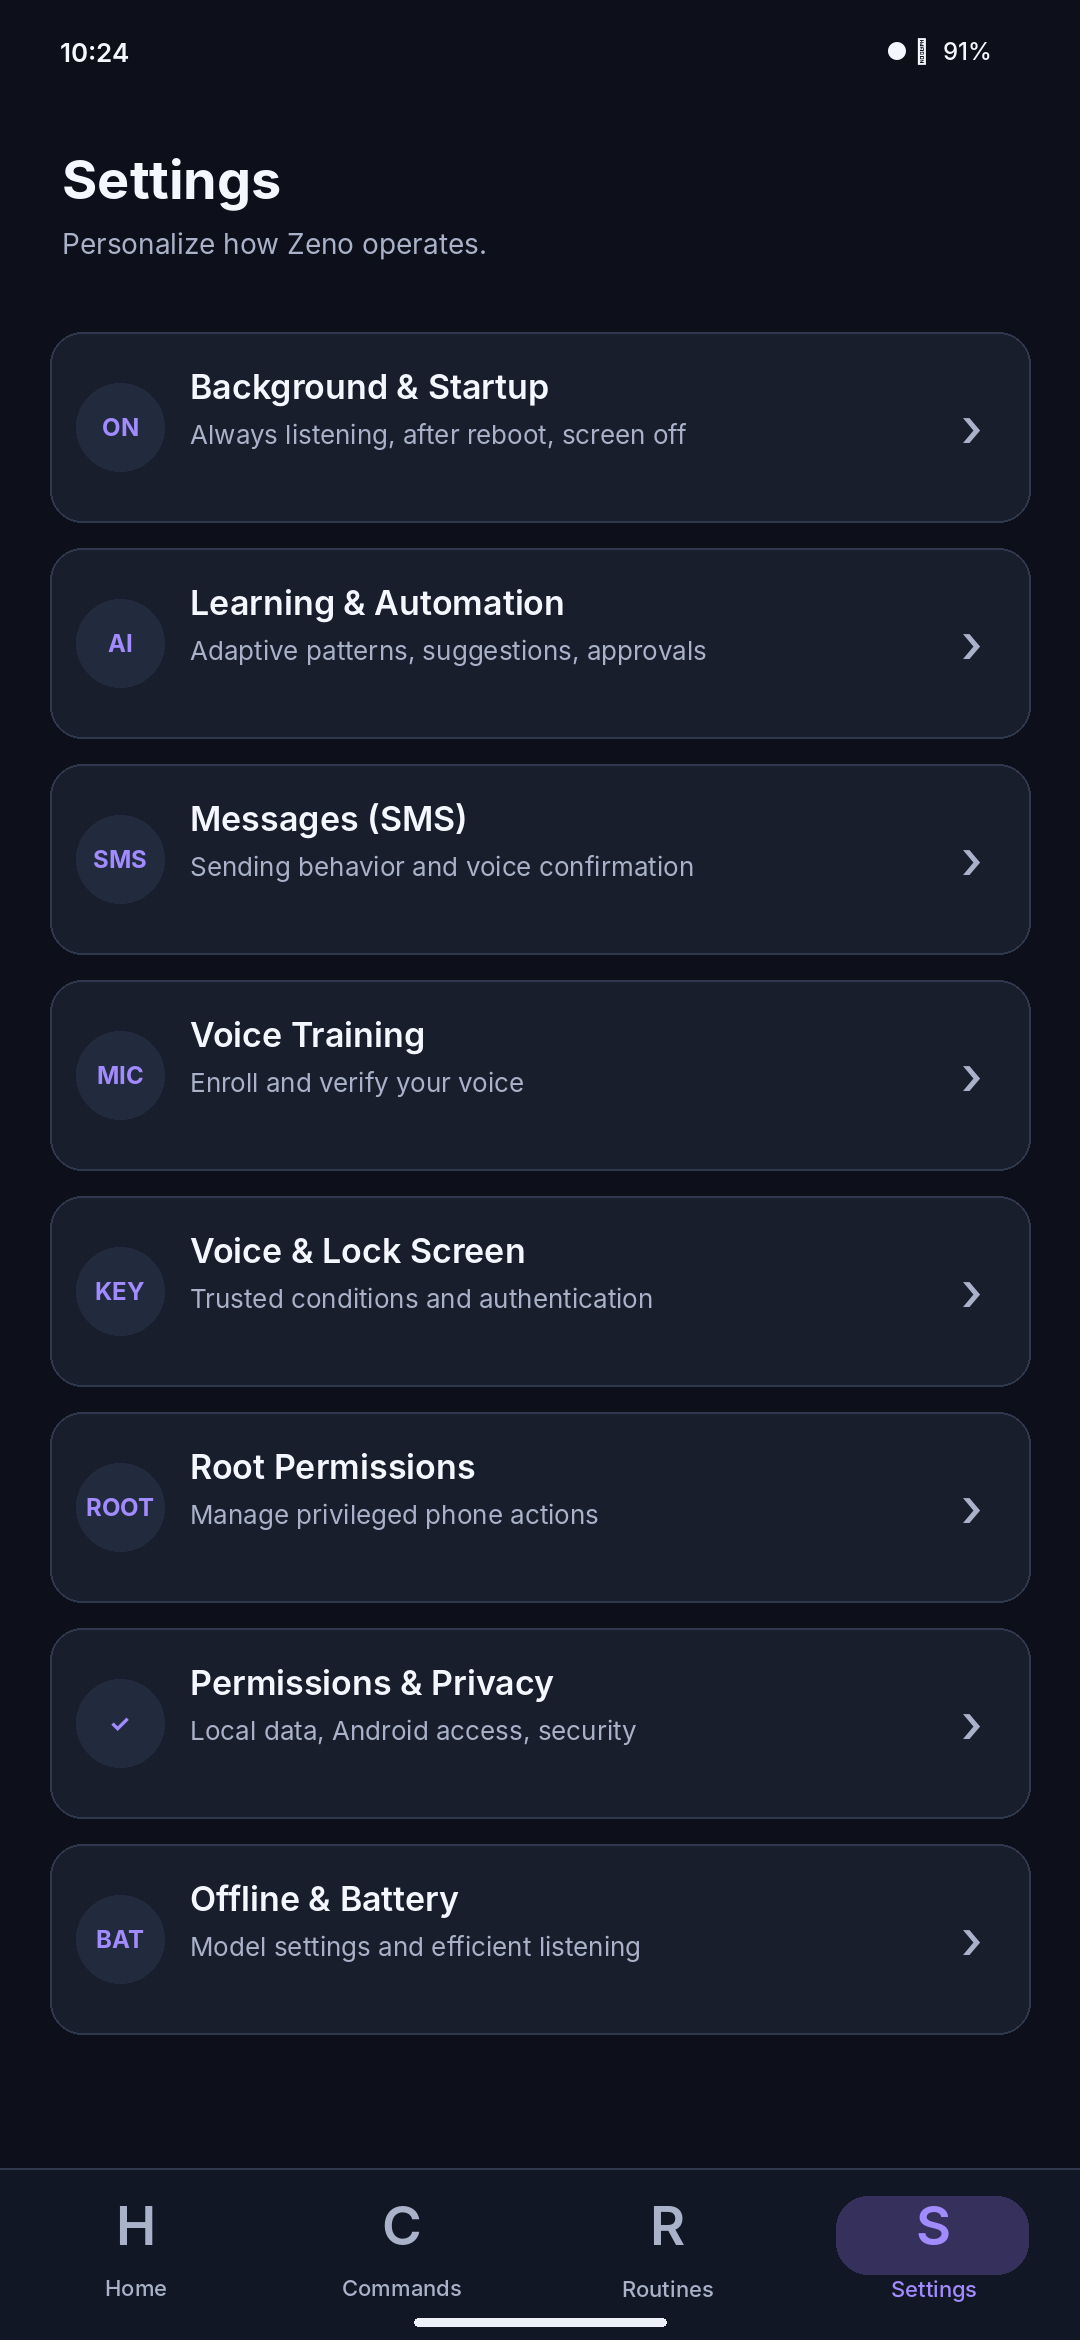 10:24
91%
Settings
Personalize how Zeno operates.
ON
Background & Startup
Always listening, after reboot, screen off
›
AI
Learning & Automation
Adaptive patterns, suggestions, approvals
›
SMS
Messages (SMS)
Sending behavior and voice confirmation
›
MIC
Voice Training
Enroll and verify your voice
›
KEY
Voice & Lock Screen
Trusted conditions and authentication
›
ROOT
Root Permissions
Manage privileged phone actions
›
✓
Permissions & Privacy
Local data, Android access, security
›
BAT
Offline & Battery
Model settings and efficient listening
›
H
Home
C
Commands
R
Routines
S
Settings